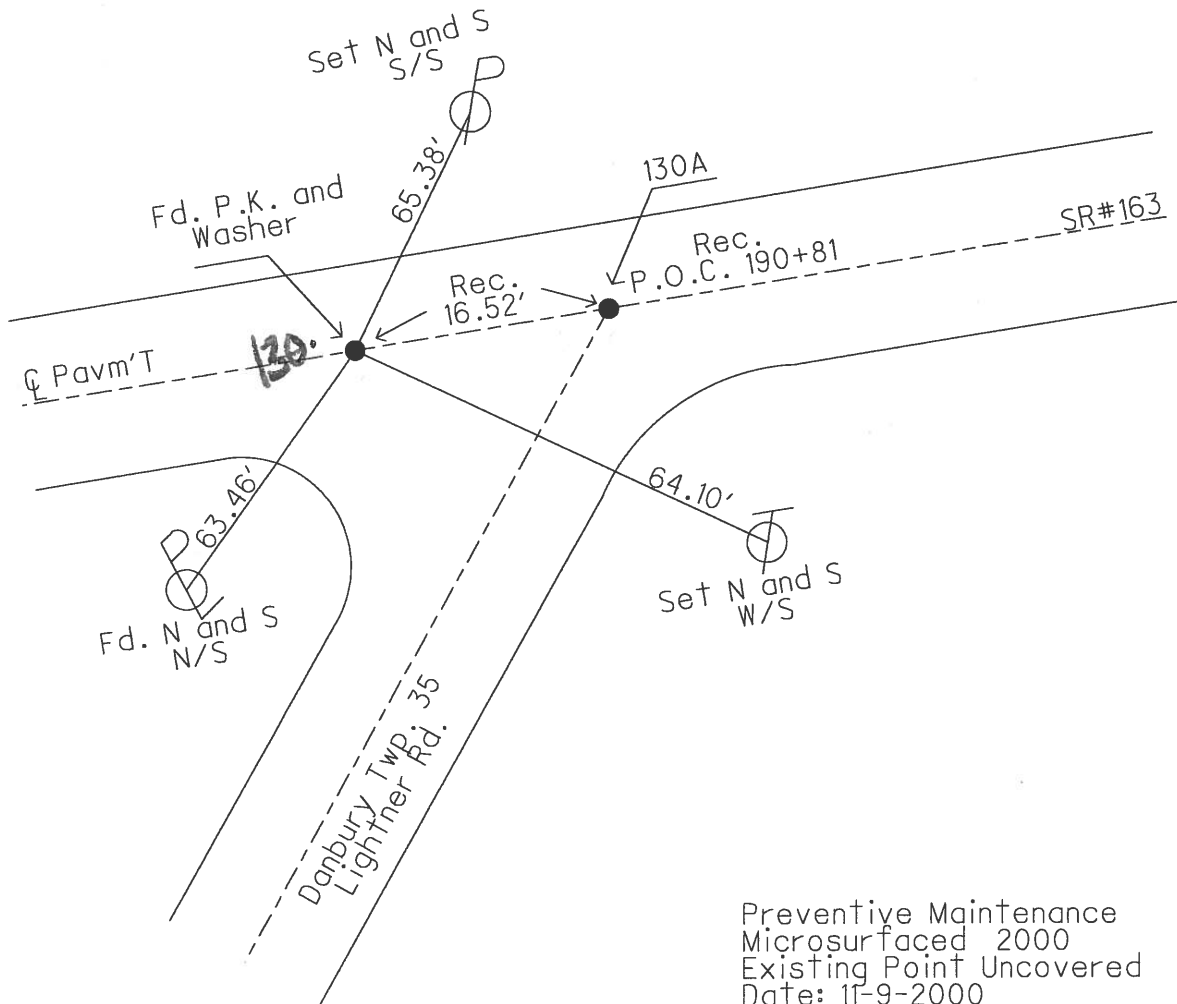 Set N and S
S/S
65.38'
130A
Fd. P.K. and
Washer
SR#163
Rec.
P.O.C. 190+81
Rec.
16.52'
130.
℄ Pavm'T
63.46'
64.10'
Set N and S
W/S
Fd. N and S
N/S
Danbury Twp. 35
Lightner Rd.
Preventive Maintenance
Microsurfaced 2000
Existing Point Uncovered
Date: 11-9-2000